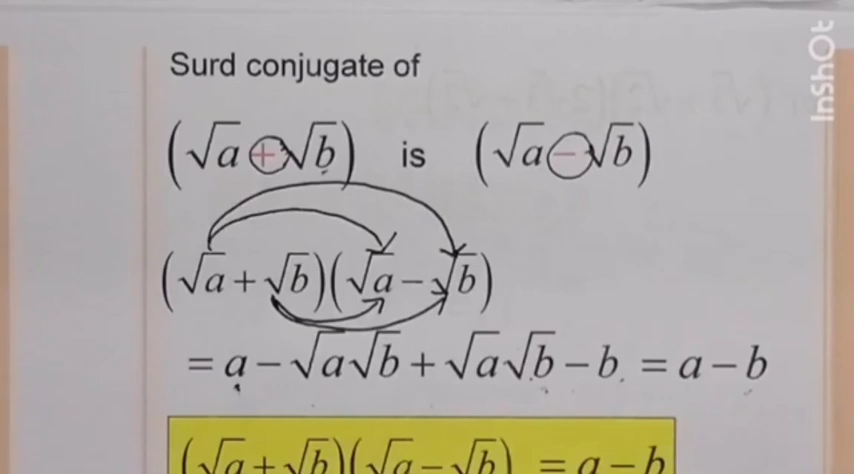 Surd conjugate of
(√a + √b) is (√a − √b)
(√a + √b)(√a − √b)
= a − √a√b + √a√b − b = a − b
(√a + √b)(√a − √b) = a − b
InShOt